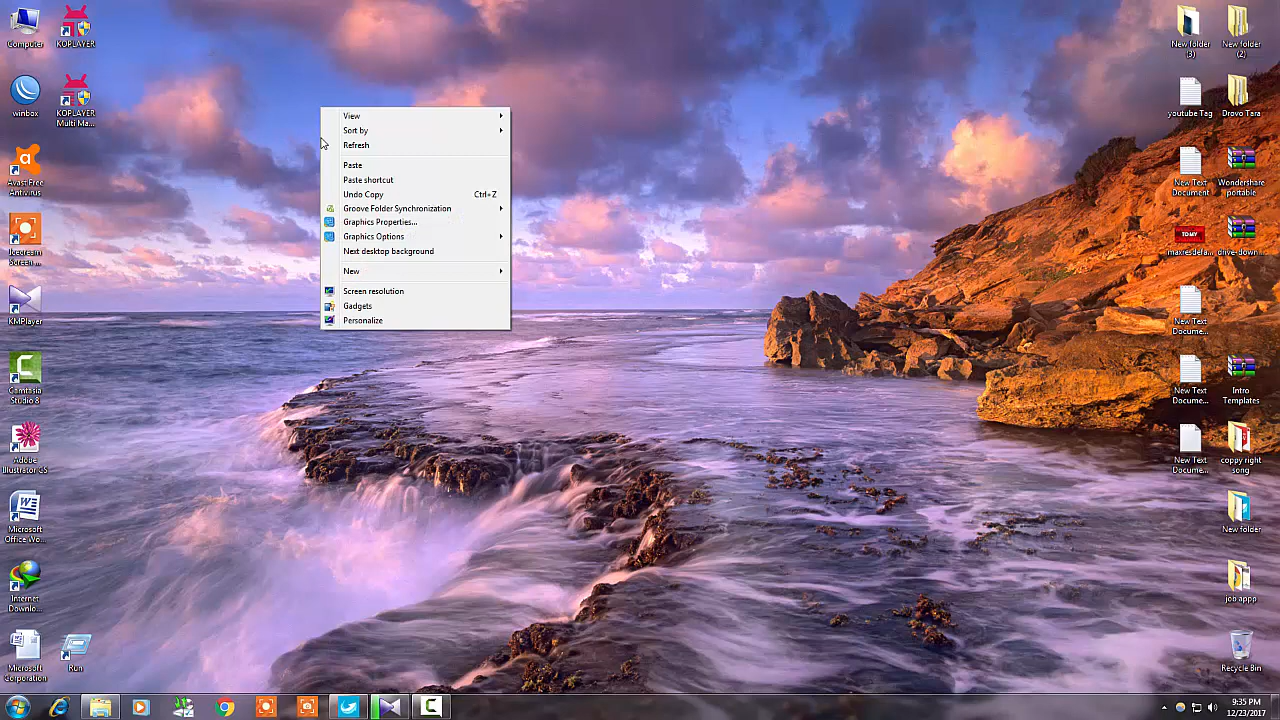 Computer
KOPLAYER
winbox
KOPLAYER
Multi Ma...
Avast Free
Antivirus
Icecream
Screen ...
KMPlayer
Camtasia
Studio 8
Adobe
Illustrator CS
Microsoft
Office Wo...
Internet
Downlo...
Microsoft
Corporation
Run
View
Sort by
Refresh
Paste
Paste shortcut
Undo Copy Ctrl+Z
Groove Folder Synchronization
Graphics Properties...
Graphics Options
Next desktop background
New
Screen resolution
Gadgets
Personalize
New folder
(3)
New folder
(2)
youtube Tag
Drovo Tara
New Text
Document
Wondershare
portable
TOMY
maxresdefa...
drive-down...
New Text
Docume...
New Text
Docume...
Intro
Templates
New Text
Docume...
coppy right
song
New folder
job appp
Recycle Bin
9:35 PM
12/23/2017